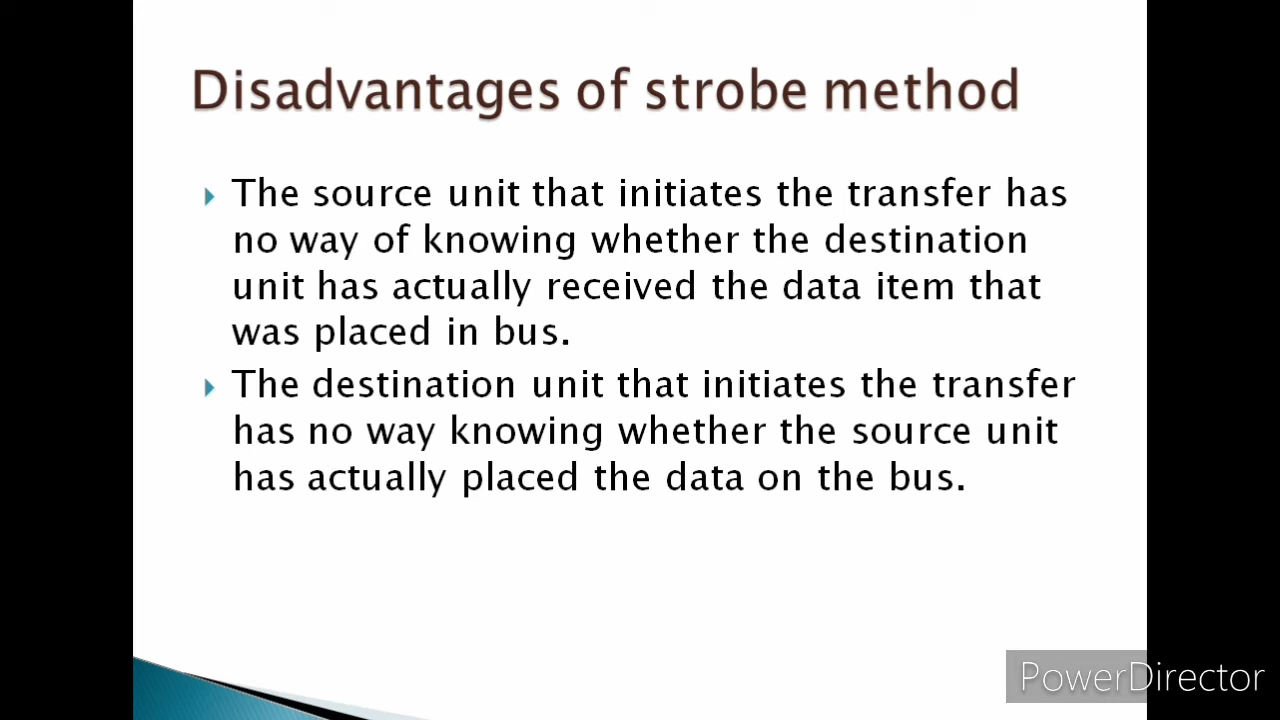 Disadvantages of strobe method
The source unit that initiates the transfer has
no way of knowing whether the destination
unit has actually received the data item that
was placed in bus.
The destination unit that initiates the transfer
has no way knowing whether the source unit
has actually placed the data on the bus.
PowerDirector